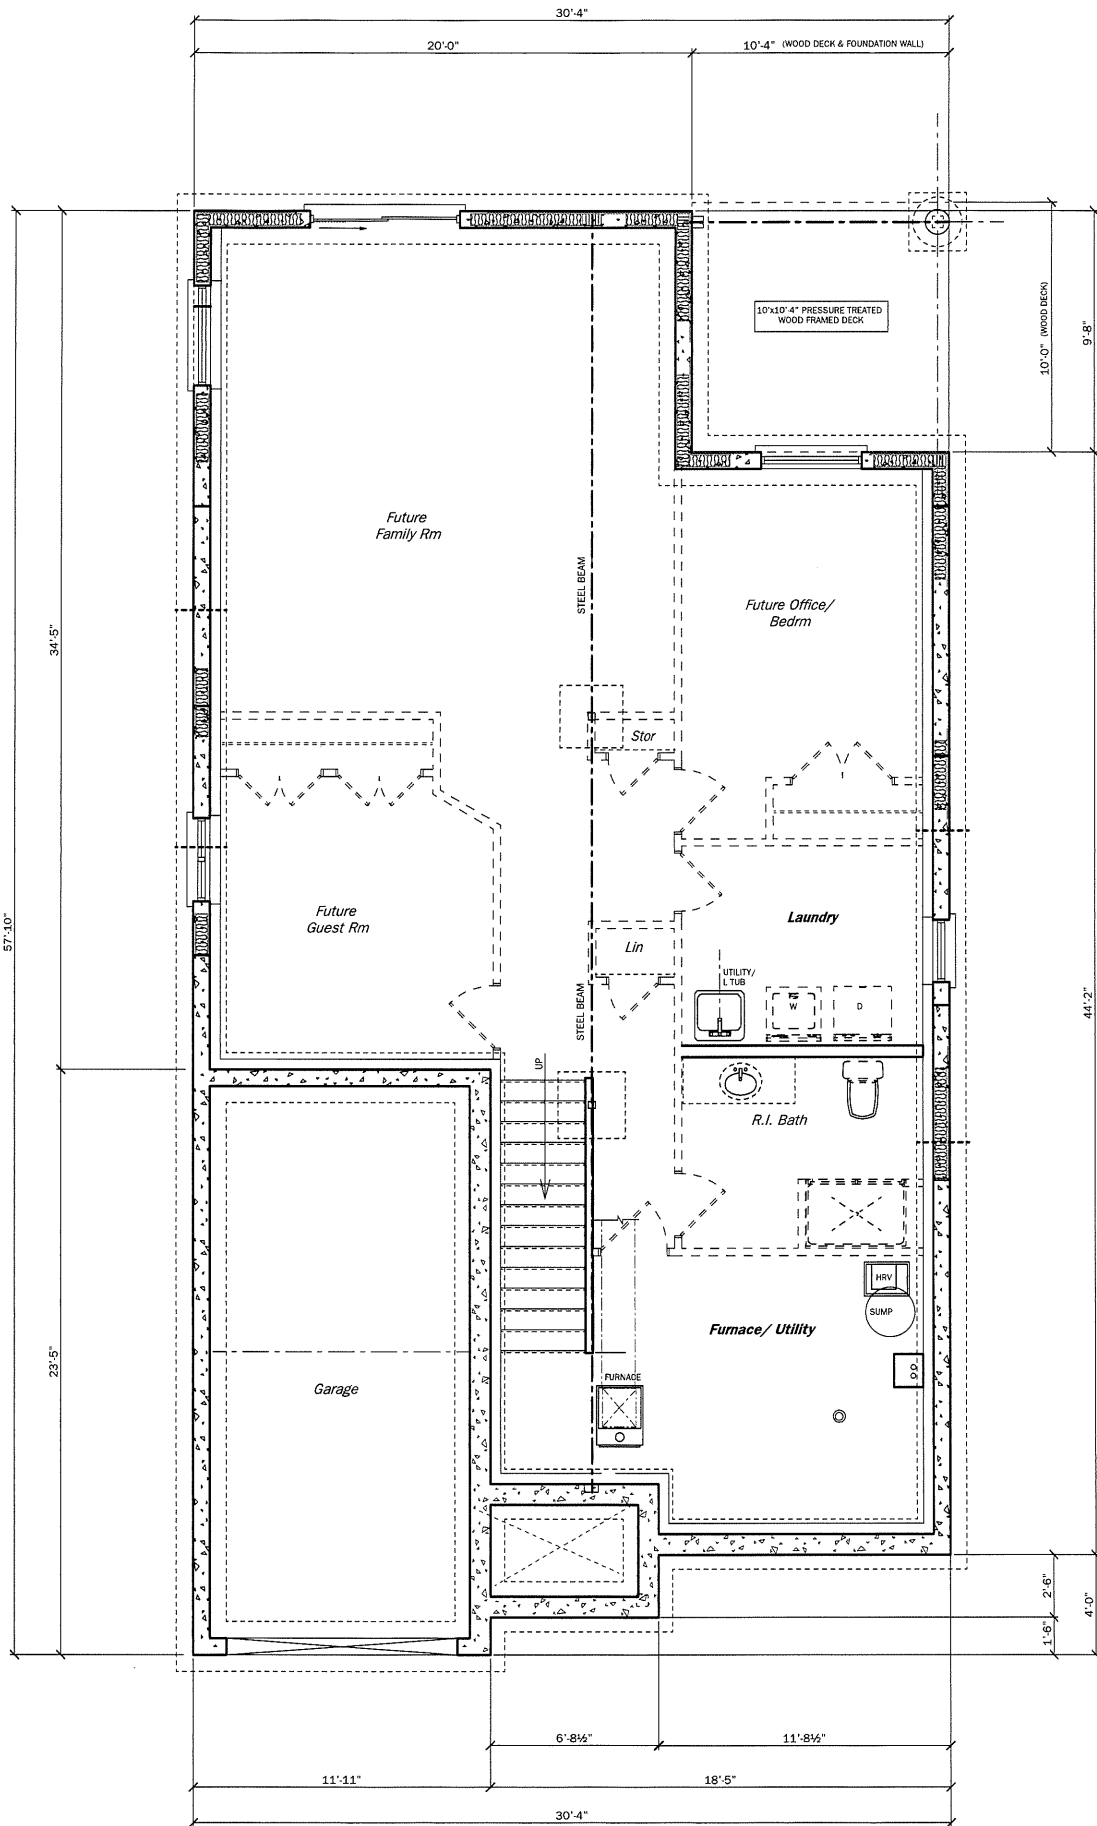 30'-4"
20'-0"
10'-4" (WOOD DECK & FOUNDATION WALL)
10'x10'-4" PRESSURE TREATED
WOOD FRAMED DECK
10'-0" (WOOD DECK)
9'-8"
Future
Family Rm
STEEL BEAM
Future Office/
Bedrm
34'-5"
Stor
57'-10"
Future
Guest Rm
Laundry
Lin
UTILITY/
L TUB
W
D
STEEL BEAM
44'-2"
UP
R.I. Bath
HRV
SUMP
Furnace/ Utility
23'-5"
FURNACE
Garage
2'-6"
4'-0"
1'-6"
6'-8½"
11'-8½"
11'-11"
18'-5"
30'-4"